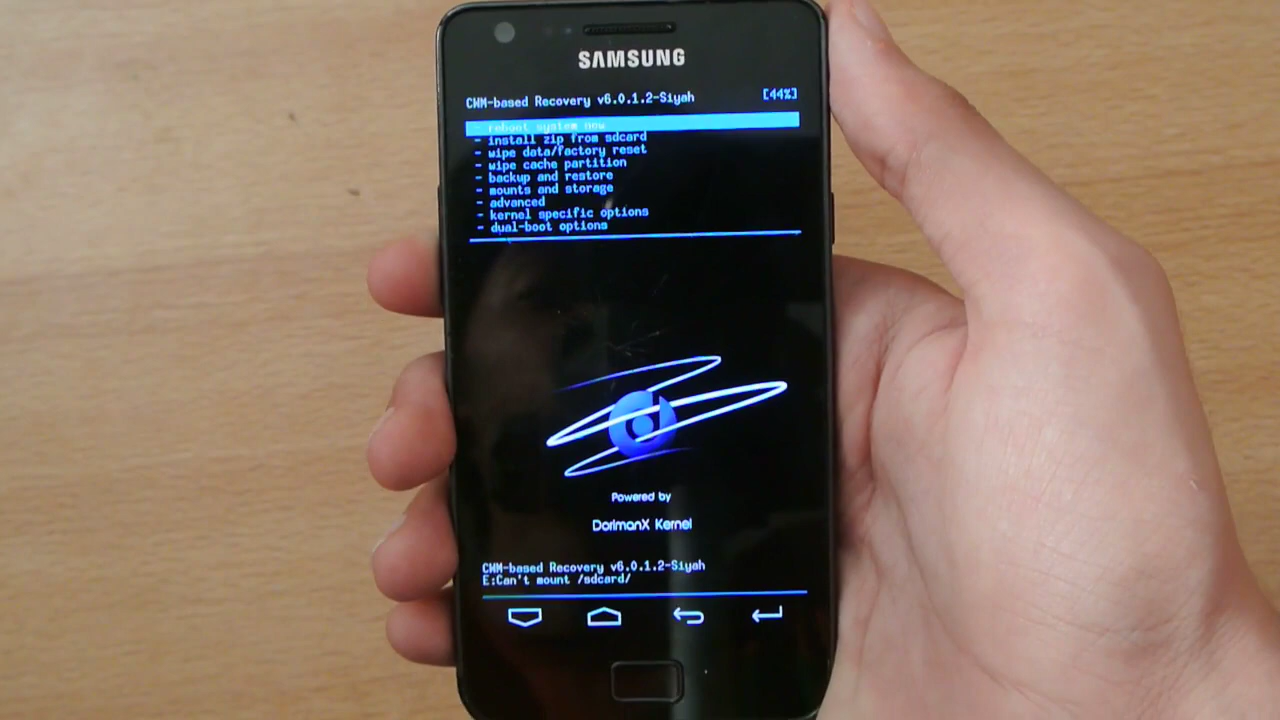 SAMSUNG
CWM-based Recovery v6.0.1.2-Siyah [44%]
- reboot system now
- install zip from sdcard
- wipe data/factory reset
- wipe cache partition
- backup and restore
- mounts and storage
- advanced
- kernel specific options
- dual-boot options
Powered by
DorimanX Kernel
CWM-based Recovery v6.0.1.2-Siyah
E:Can't mount /sdcard/